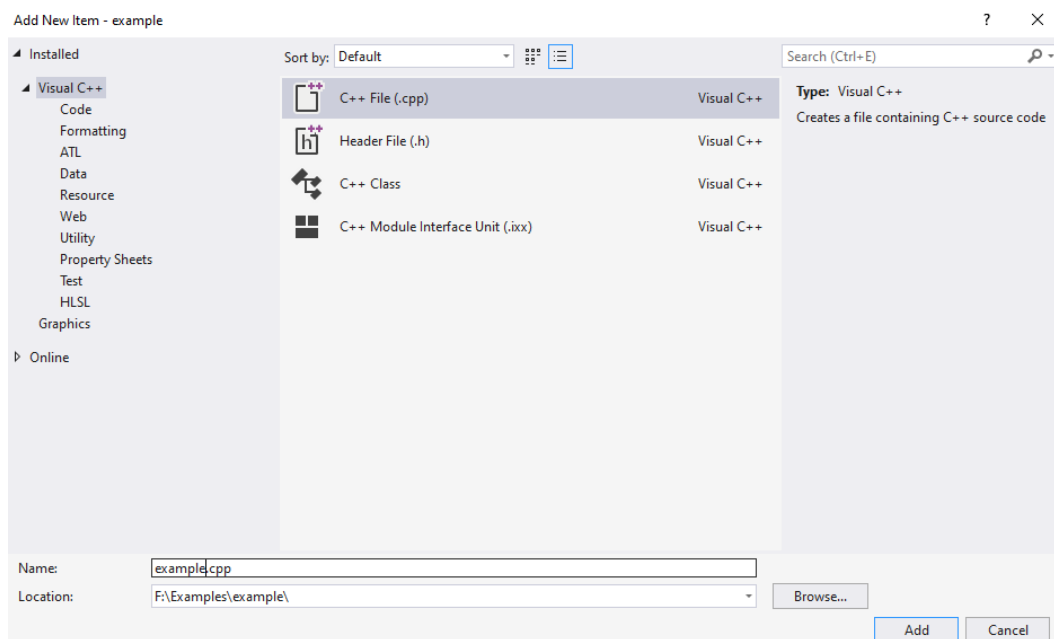 Add New Item - example
? ×
Installed
Sort by: Default
Search (Ctrl+E)
Visual C++
Code
Formatting
ATL
Data
Resource
Web
Utility
Property Sheets
Test
HLSL
Graphics
Online
C++ File (.cpp) Visual C++
Header File (.h) Visual C++
C++ Class Visual C++
C++ Module Interface Unit (.ixx) Visual C++
Type: Visual C++
Creates a file containing C++ source code
Name: example.cpp
Location: F:\Examples\example\
Browse...
Add Cancel